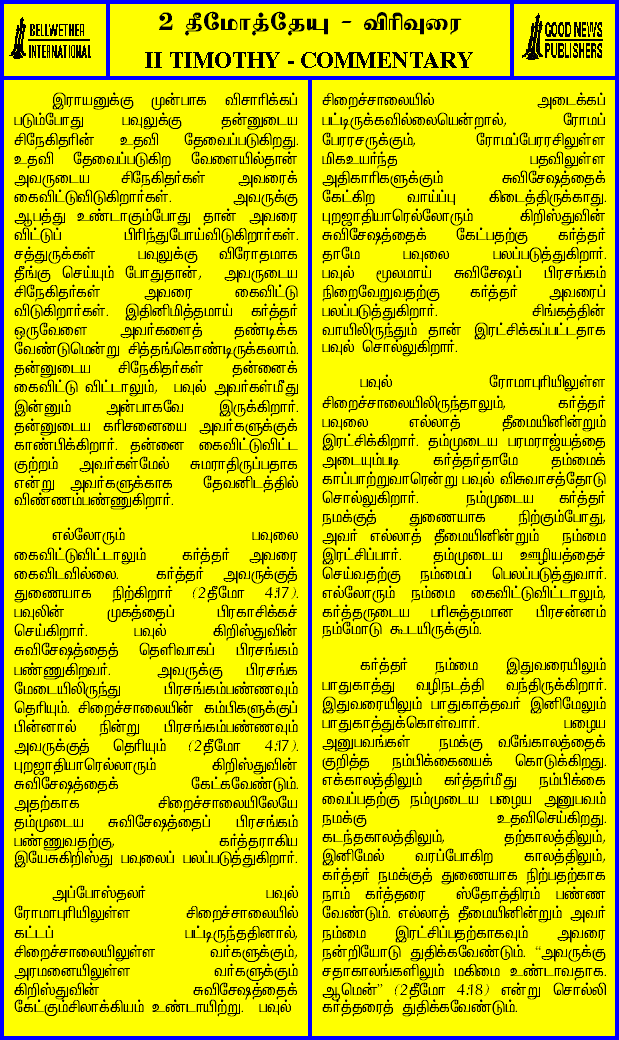 BELLWETHER
INTERNATIONAL
2 தீமோத்தேயு - விரிவுரை
II TIMOTHY - COMMENTARY
GOOD NEWS
PUBLISHERS
இராயனுக்கு முன்பாக விசாரிக்கப்
படும்போது பவுலுக்கு தன்னுடைய
சிநேகிதரின் உதவி தேவைப்படுகிறது.
உதவி தேவைப்படுகிற வேளையில்தான்
அவருடைய சிநேகிதர்கள் அவரைக்
கைவிட்டுவிடுகிறார்கள். அவருக்கு
ஆபத்து உண்டாகும்போது தான் அவரை
விட்டுப் பிரிந்துபோய்விடுகிறார்கள்.
சத்துருக்கள் பவுலுக்கு விரோதமாக
தீங்கு செய்யும் போதுதான், அவருடைய
சிநேகிதர்கள் அவரை கைவிட்டு
விடுகிறார்கள். இதினிமித்தமாய் கர்த்தர்
ஒருவேளை அவர்களைத் தண்டிக்க
வேண்டுமென்று சித்தங்கொண்டிருக்கலாம்.
தன்னுடைய சிநேகிதர்கள் தன்னைக்
கைவிட்டு விட்டாலும், பவுல் அவர்கள்மீது
இன்னும் அன்பாகவே இருக்கிறார்.
தன்னுடைய கரிசனையை அவர்களுக்குக்
காண்பிக்கிறார். தன்னை கைவிட்டுவிட்ட
குற்றம் அவர்கள்மேல் சுமராதிருப்பதாக
என்று அவர்களுக்காக தேவனிடத்தில்
விண்ணப்பண்ணுகிறார்.
எல்லோரும் பவுலை
கைவிட்டுவிட்டாலும் கர்த்தர் அவரை
கைவிடவில்லை. கர்த்தர் அவருக்குத்
துணையாக நிற்கிறார் (2தீமோ 4:17).
பவுலின் முகத்தைப் பிரகாசிக்கச்
செய்கிறார். பவுல் கிறிஸ்துவின்
சுவிசேஷத்தைத் தெளிவாகப் பிரசங்கம்
பண்ணுகிறவர். அவருக்கு பிரசங்க
மேடையிலிருந்து பிரசங்கம்பண்ணவும்
தெரியும். சிறைச்சாலையின் கம்பிகளுக்குப்
பின்னால் நின்று பிரசங்கம்பண்ணவும்
அவருக்குத் தெரியும் (2தீமோ 4:17).
புறஜாதியாரெல்லாரும் கிறிஸ்துவின்
சுவிசேஷத்தைக் கேட்கவேண்டும்.
அதற்காக சிறைச்சாலையிலேயே
தம்முடைய சுவிசேஷத்தைப் பிரசங்கம்
பண்ணுவதற்கு, கர்த்தராகிய
இயேசுகிறிஸ்து பவுலைப் பலப்படுத்துகிறார்.
அப்போஸ்தலர் பவுல்
ரோமாபுரியிலுள்ள சிறைச்சாலையில்
கட்டப் பட்டிருந்ததினால்,
சிறைச்சாலையிலுள்ள வர்களுக்கும்,
அரமனையிலுள்ள வர்களுக்கும்
கிறிஸ்துவின் சுவிசேஷத்தைக்
கேட்கும்சிலாக்கியம் உண்டாயிற்று. பவுல்
சிறைச்சாலையில் அடைக்கப்
பட்டிருக்கவில்லையென்றால், ரோமப்
பேரரசருக்கும், ரோமப்பேரரசிலுள்ள
மிகஉயர்ந்த பதவிலுள்ள
அதிகாரிகளுக்கும் சுவிசேஷத்தைக்
கேட்கிற வாய்ப்பு கிடைத்திருக்காது.
புறஜாதியாரெல்லோரும் கிறிஸ்துவின்
சுவிசேஷத்தைக் கேட்பதற்கு கர்த்தர்
தாமே பவுலை பலப்படுத்துகிறார்.
பவுல் மூலமாய் சுவிசேஷப் பிரசங்கம்
நிறைவேறுவதற்கு கர்த்தர் அவரைப்
பலப்படுத்துகிறார். சிங்கத்தின்
வாயிலிருந்தும் தான் இரட்சிக்கப்பட்டதாக
பவுல் சொல்லுகிறார்.
பவுல் ரோமாபுரியிலுள்ள
சிறைச்சாலையிலிருந்தாலும், கர்த்தர்
பவுலை எல்லாத் தீமையினின்றும்
இரட்சிக்கிறார். தம்முடைய பரமராஜ்யத்தை
அடையும்படி கர்த்தர்தாமே தம்மைக்
காப்பாற்றுவாரென்று பவுல் விசுவாசத்தோடு
சொல்லுகிறார். நம்முடைய கர்த்தர்
நமக்குத் துணையாக நிற்கும்போது,
அவர் எல்லாத் தீமையினின்றும் நம்மை
இரட்சிப்பார். தம்முடைய ஊழியத்தைச்
செய்வதற்கு நம்மைப் பெலப்படுத்துவார்.
எல்லோரும் நம்மை கைவிட்டுவிட்டாலும்,
கர்த்தருடைய பரிசுத்தமான பிரசன்னம்
நம்மோடு கூடயிருக்கும்.
கர்த்தர் நம்மை இதுவரையிலும்
பாதுகாத்து வழிநடத்தி வந்திருக்கிறார்.
இதுவரையிலும் பாதுகாத்தவர் இனிமேலும்
பாதுகாத்துக்கொள்வார். பழைய
அனுபவங்கள் நமக்கு வங்காலத்தைக்
குறித்த நம்பிக்கையைக் கொடுக்கிறது.
எக்காலத்திலும் கர்த்தர்மீது நம்பிக்கை
வைப்பதற்கு நம்முடைய பழைய அனுபவம்
நமக்கு உதவிசெய்கிறது.
கடந்தகாலத்திலும், தற்காலத்திலும்,
இனிமேல் வரப்போகிற காலத்திலும்,
கர்த்தர் நமக்குத் துணையாக நிற்பதற்காக
நாம் கர்த்தரை ஸ்தோத்திரம் பண்ண
வேண்டும். எல்லாத் தீமையினின்றும் அவர்
நம்மை இரட்சிப்பதற்காகவும் அவரை
நன்றியோடு துதிக்கவேண்டும். "அவருக்கு
சதாகாலங்களிலும் மகிமை உண்டாவதாக.
ஆமென்" (2தீமோ 4:18) என்று சொல்லி
கர்த்தரைத் துதிக்கவேண்டும்.